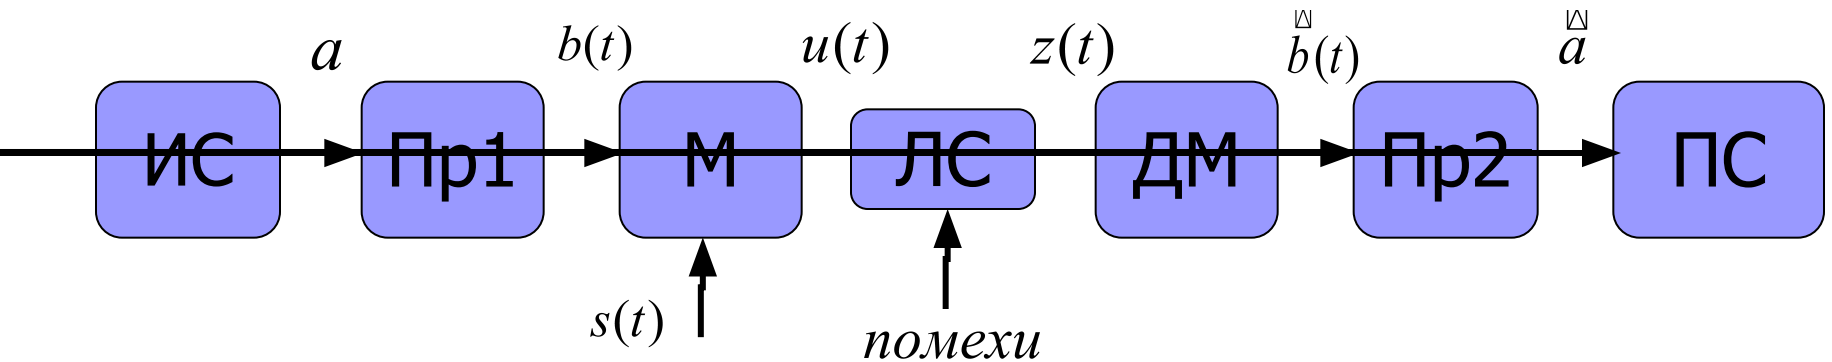 a b(t) u(t) z(t) b̂(t) â
ИС Пр1 М ЛС ДМ Пр2 ПС
s(t)
помехи